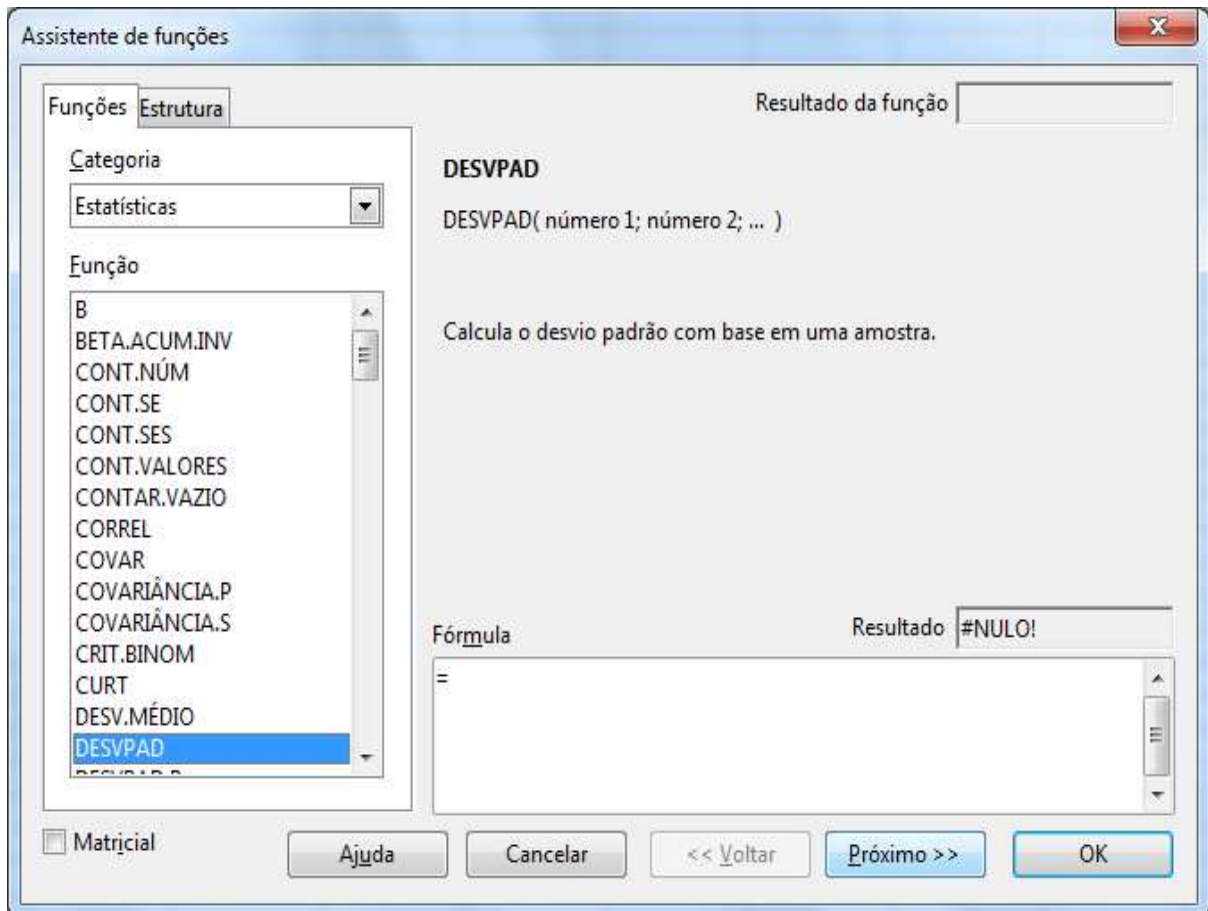 Assistente de funções
Funções Estrutura
Resultado da função
Categoria
Estatísticas
Função
B
BETA.ACUM.INV
CONT.NÚM
CONT.SE
CONT.SES
CONT.VALORES
CONTAR.VAZIO
CORREL
COVAR
COVARIÂNCIA.P
COVARIÂNCIA.S
CRIT.BINOM
CURT
DESV.MÉDIO
DESVPAD
DESVPAD
DESVPAD( número 1; número 2; ... )
Calcula o desvio padrão com base em uma amostra.
Fórmula
Resultado #NULO!
=
Matricial
Ajuda
Cancelar
<< Voltar
Próximo >>
OK